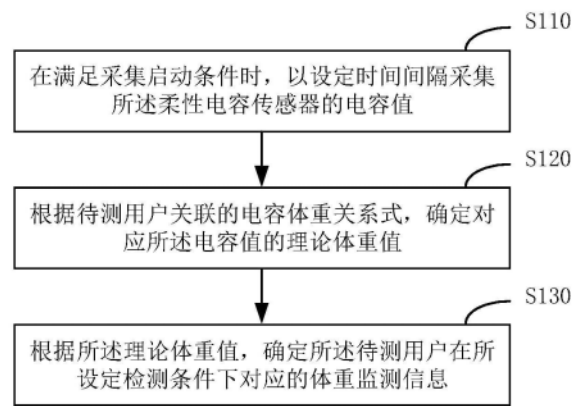 S110
在满足采集启动条件时，以设定时间间隔采集
所述柔性电容传感器的电容值
S120
根据待测用户关联的电容体重关系式，确定对
应所述电容值的理论体重值
S130
根据所述理论体重值，确定所述待测用户在所
设定检测条件下对应的体重监测信息